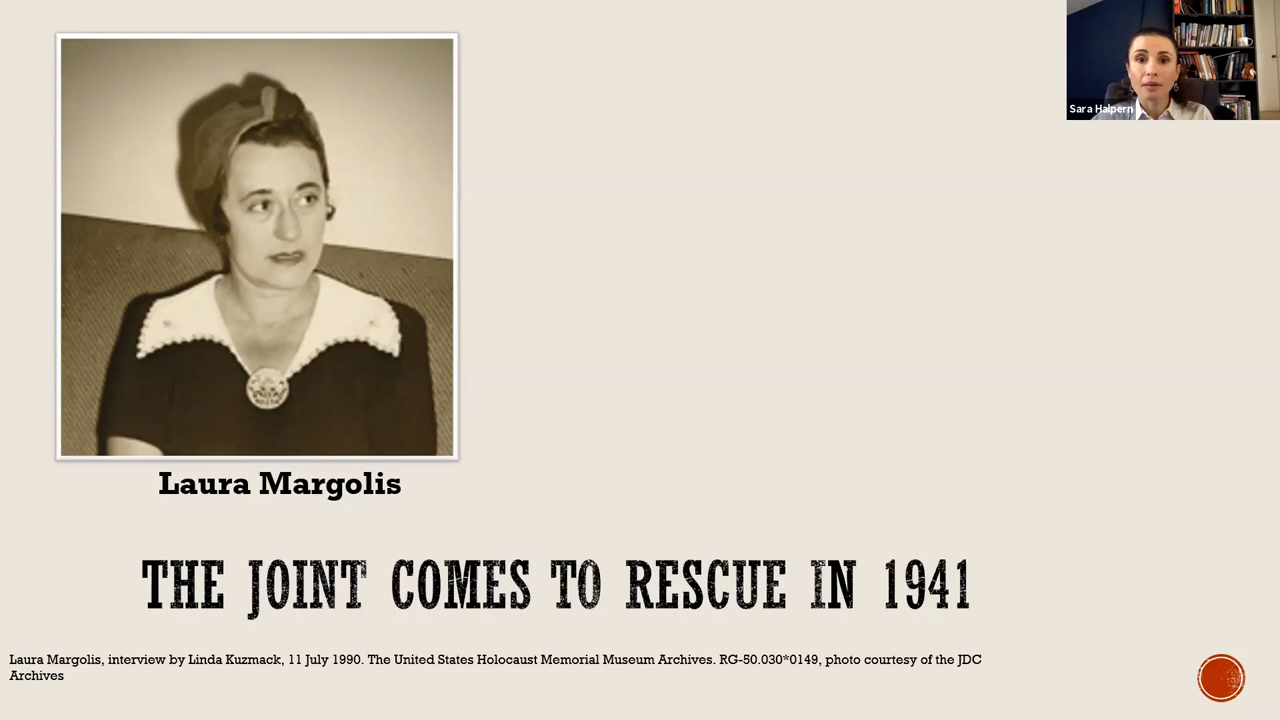 Sara Halpern
Laura Margolis
THE JOINT COMES TO RESCUE IN 1941
Laura Margolis, interview by Linda Kuzmack, 11 July 1990. The United States Holocaust Memorial Museum Archives. RG-50.030*0149, photo courtesy of the JDC
Archives